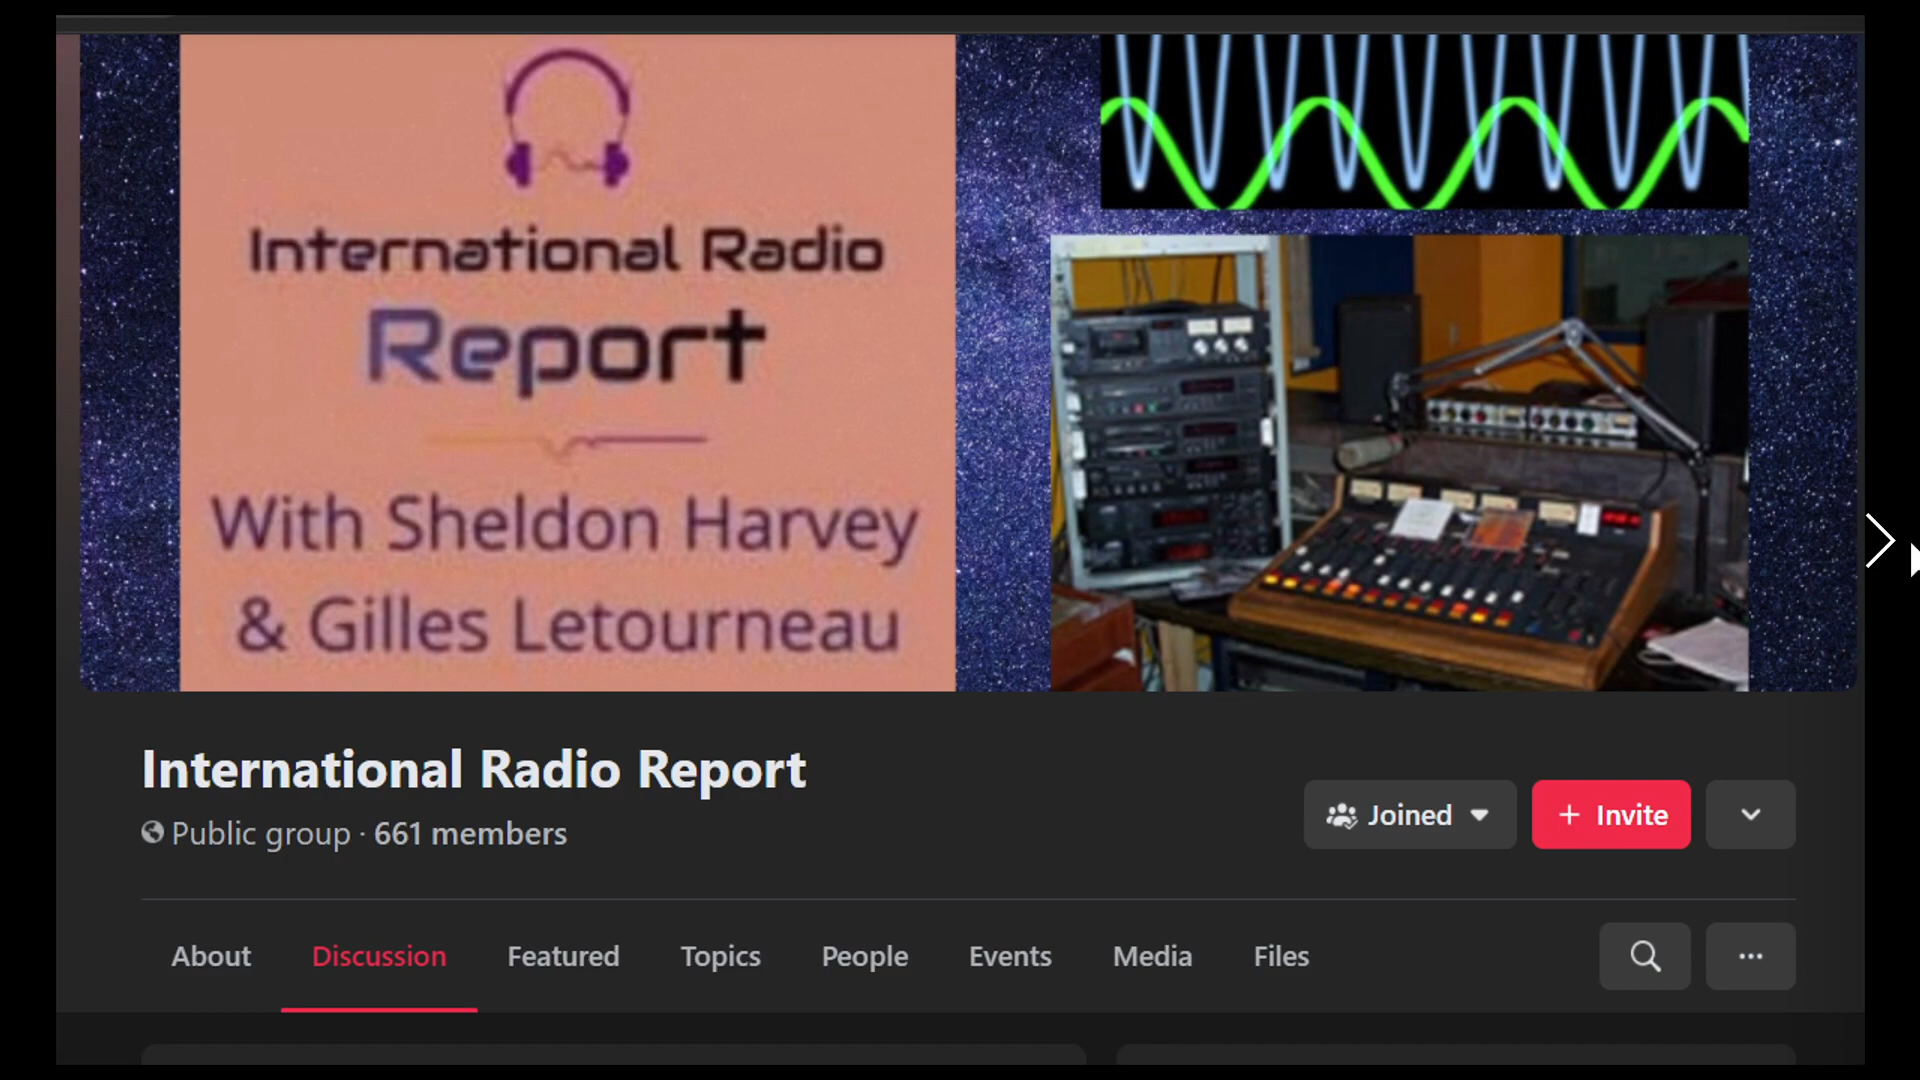 International Radio
Report
With Sheldon Harvey
& Gilles Letourneau
International Radio Report
Public group · 661 members
Joined
+ Invite
About
Discussion
Featured
Topics
People
Events
Media
Files